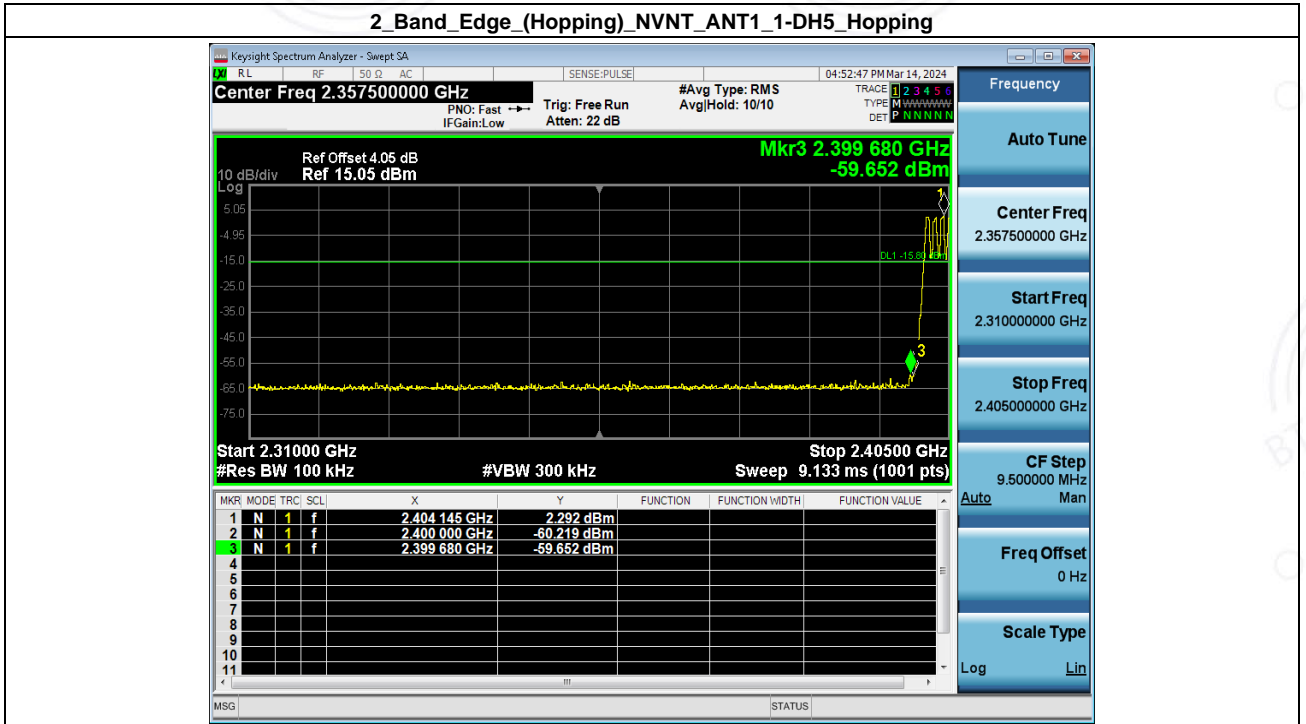 2_Band_Edge_(Hopping)_NVNT_ANT1_1-DH5_Hopping
Keysight Spectrum Analyzer - Swept SA
LXI RL RF 50 Ω AC SENSE:PULSE 04:52:47 PM Mar 14, 2024
Center Freq 2.357500000 GHz
PNO: Fast
IFGain:Low
Trig: Free Run
Atten: 22 dB
#Avg Type: RMS
Avg|Hold: 10/10
TRACE 1 2 3 4 5 6
TYPE M W W W W W
DET P N N N N N
Mkr3 2.399 680 GHz
-59.652 dBm
Ref Offset 4.05 dB
10 dB/div Ref 15.05 dBm
Log
5.05
-4.95
-15.0
-25.0
-35.0
-45.0
-55.0
-65.0
-75.0
1
DL1 -15.80 dBm
3
Start 2.31000 GHz Stop 2.40500 GHz
#Res BW 100 kHz #VBW 300 kHz Sweep 9.133 ms (1001 pts)
MKR MODE TRC SCL X Y FUNCTION FUNCTION WIDTH FUNCTION VALUE
1 N 1 f 2.404 145 GHz 2.292 dBm
2 N 1 f 2.400 000 GHz -60.219 dBm
3 N 1 f 2.399 680 GHz -59.652 dBm
4
5
6
7
8
9
10
11
MSG STATUS
Frequency
Auto Tune
Center Freq
2.357500000 GHz
Start Freq
2.310000000 GHz
Stop Freq
2.405000000 GHz
CF Step
9.500000 MHz
Auto Man
Freq Offset
0 Hz
Scale Type
Log Lin